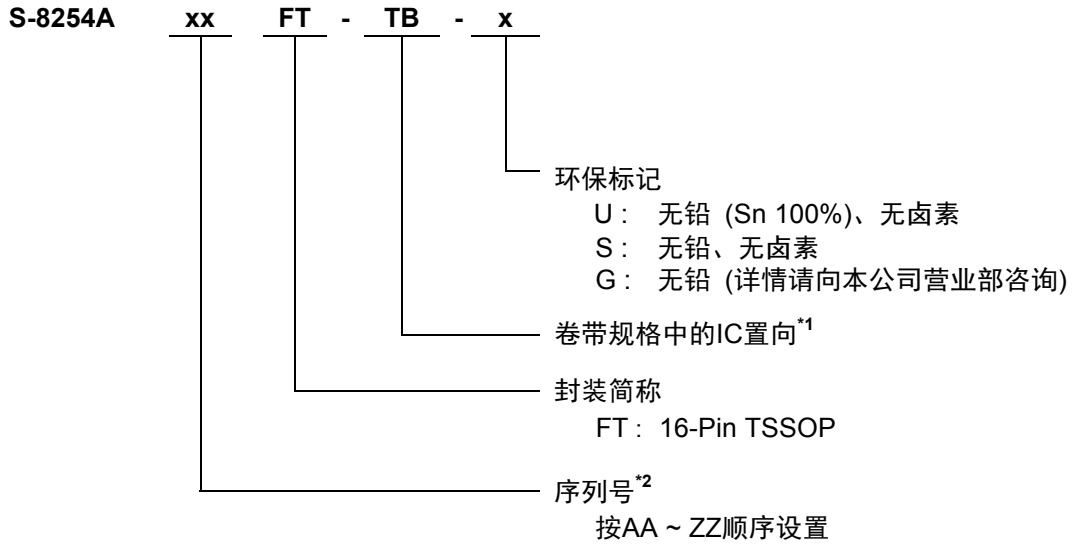 S-8254A xx FT - TB - x
环保标记
U : 无铅 (Sn 100%)、无卤素
S : 无铅、无卤素
G : 无铅 (详情请向本公司营业部咨询)
卷带规格中的IC置向*1
封装简称
FT : 16-Pin TSSOP
序列号*2
按AA ~ ZZ顺序设置